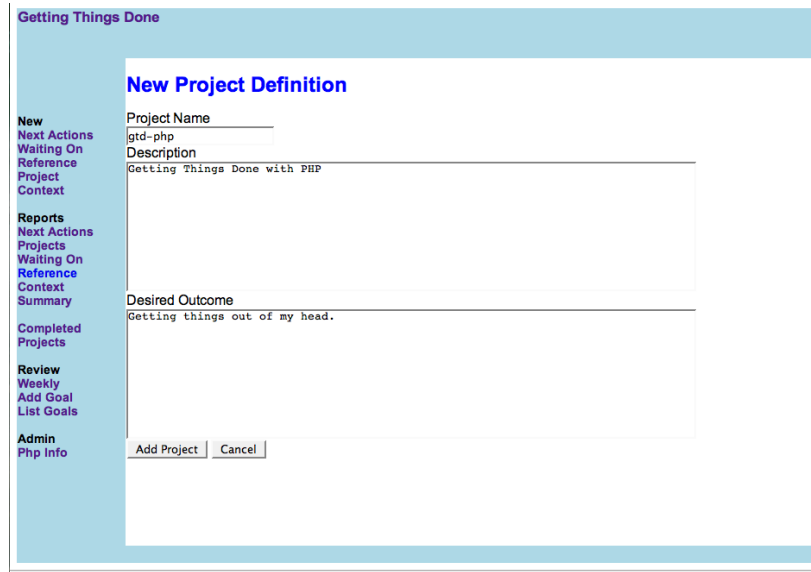 Getting Things Done
New
Next Actions
Waiting On
Reference
Project
Context
Reports
Next Actions
Projects
Waiting On
Reference
Context
Summary
Completed
Projects
Review
Weekly
Add Goal
List Goals
Admin
Php Info
New Project Definition
Project Name
gtd-php
Description
Getting Things Done with PHP
Desired Outcome
Getting things out of my head.
Add Project Cancel